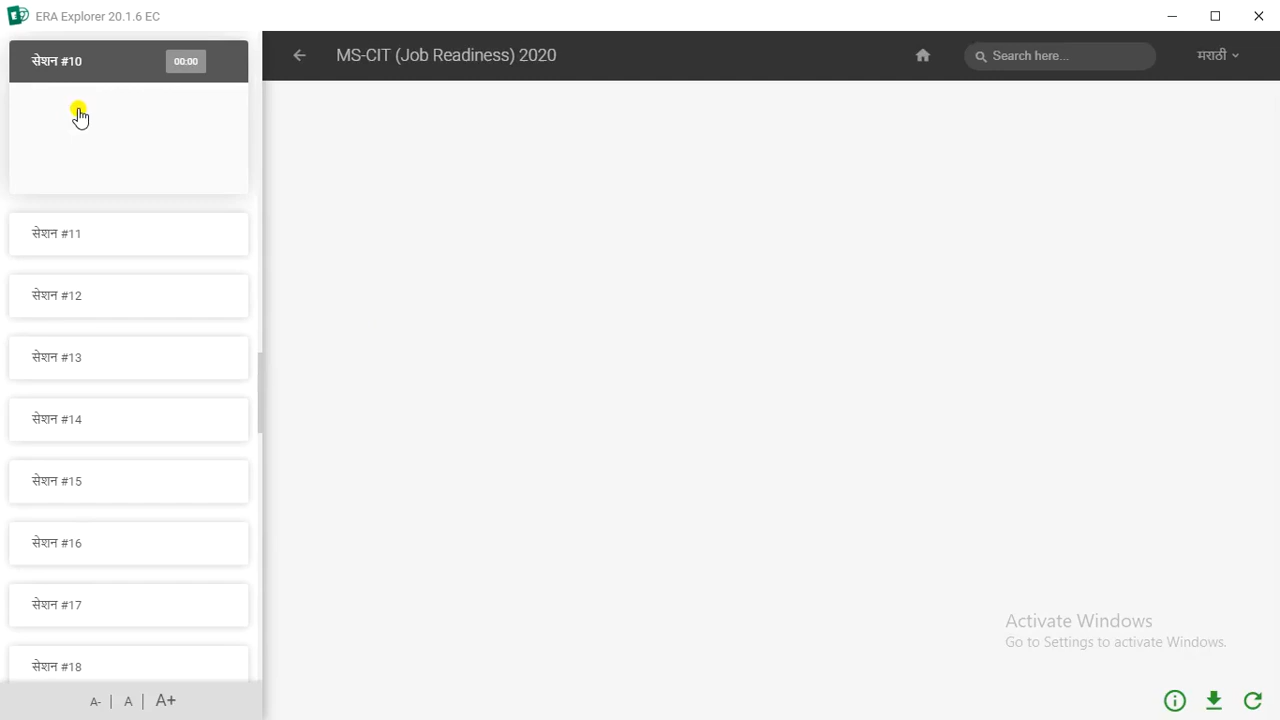 ERA Explorer 20.1.6 EC
सेशन #10 00:00
MS-CIT (Job Readiness) 2020
Search here...
मराठी
सेशन #11
सेशन #12
सेशन #13
सेशन #14
सेशन #15
सेशन #16
सेशन #17
सेशन #18
Activate Windows
Go to Settings to activate Windows.
A- | A | A+